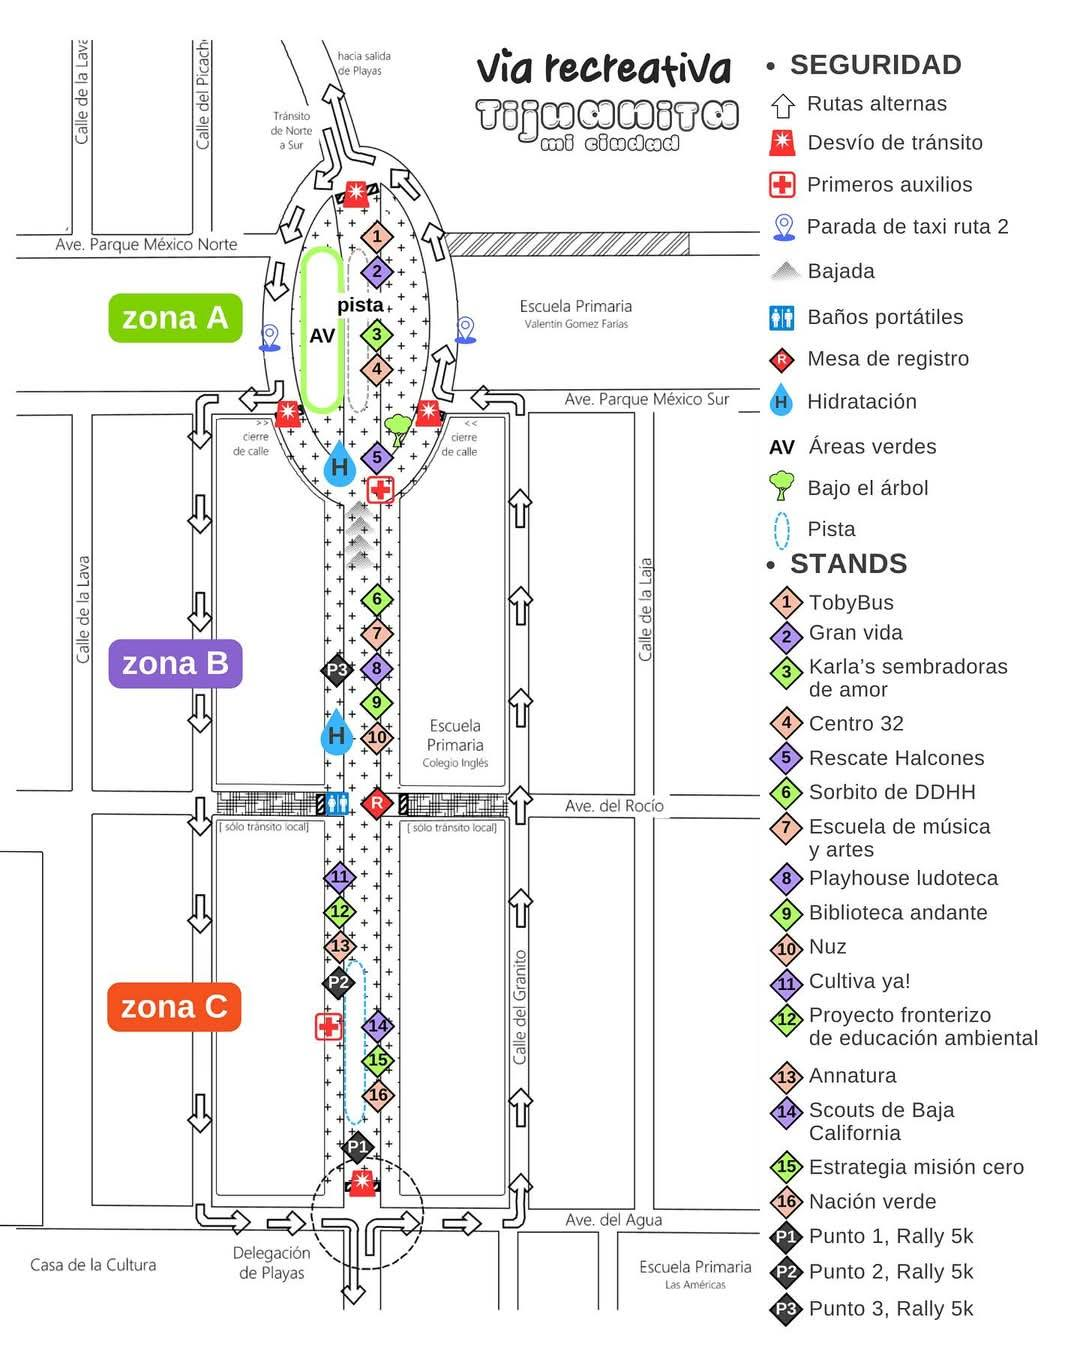 hacia salida
de Playas
Calle de la Lava
Calle del Picacho
Tránsito
de Norte
a Sur
via recreativa
Tijuanita
mi ciudad
Ave. Parque México Norte
1
2
zona A
pista
AV
3
4
Escuela Primaria
Valentín Gomez Farías
Ave. Parque México Sur
>>
cierre
de calle
<<
cierre
de calle
H
5
Calle de la Lava
Calle de la Laja
6
7
zona B
P3
8
9
H
10
Escuela
Primaria
Colegio Inglés
R
Ave. del Rocío
[ sólo tránsito local]
[ sólo tránsito local]
11
12
13
P2
zona C
14
15
16
Calle del Granito
P1
Ave. del Agua
Casa de la Cultura
Delegación
de Playas
Escuela Primaria
Las Américas
• SEGURIDAD
Rutas alternas
Desvío de tránsito
Primeros auxilios
Parada de taxi ruta 2
Bajada
Baños portátiles
R Mesa de registro
H Hidratación
AV Áreas verdes
Bajo el árbol
Pista
• STANDS
1 TobyBus
2 Gran vida
3 Karla's sembradoras
de amor
4 Centro 32
5 Rescate Halcones
6 Sorbito de DDHH
7 Escuela de música
y artes
8 Playhouse ludoteca
9 Biblioteca andante
10 Nuz
11 Cultiva ya!
12 Proyecto fronterizo
de educación ambiental
13 Annatura
14 Scouts de Baja
California
15 Estrategia misión cero
16 Nación verde
P1 Punto 1, Rally 5k
P2 Punto 2, Rally 5k
P3 Punto 3, Rally 5k